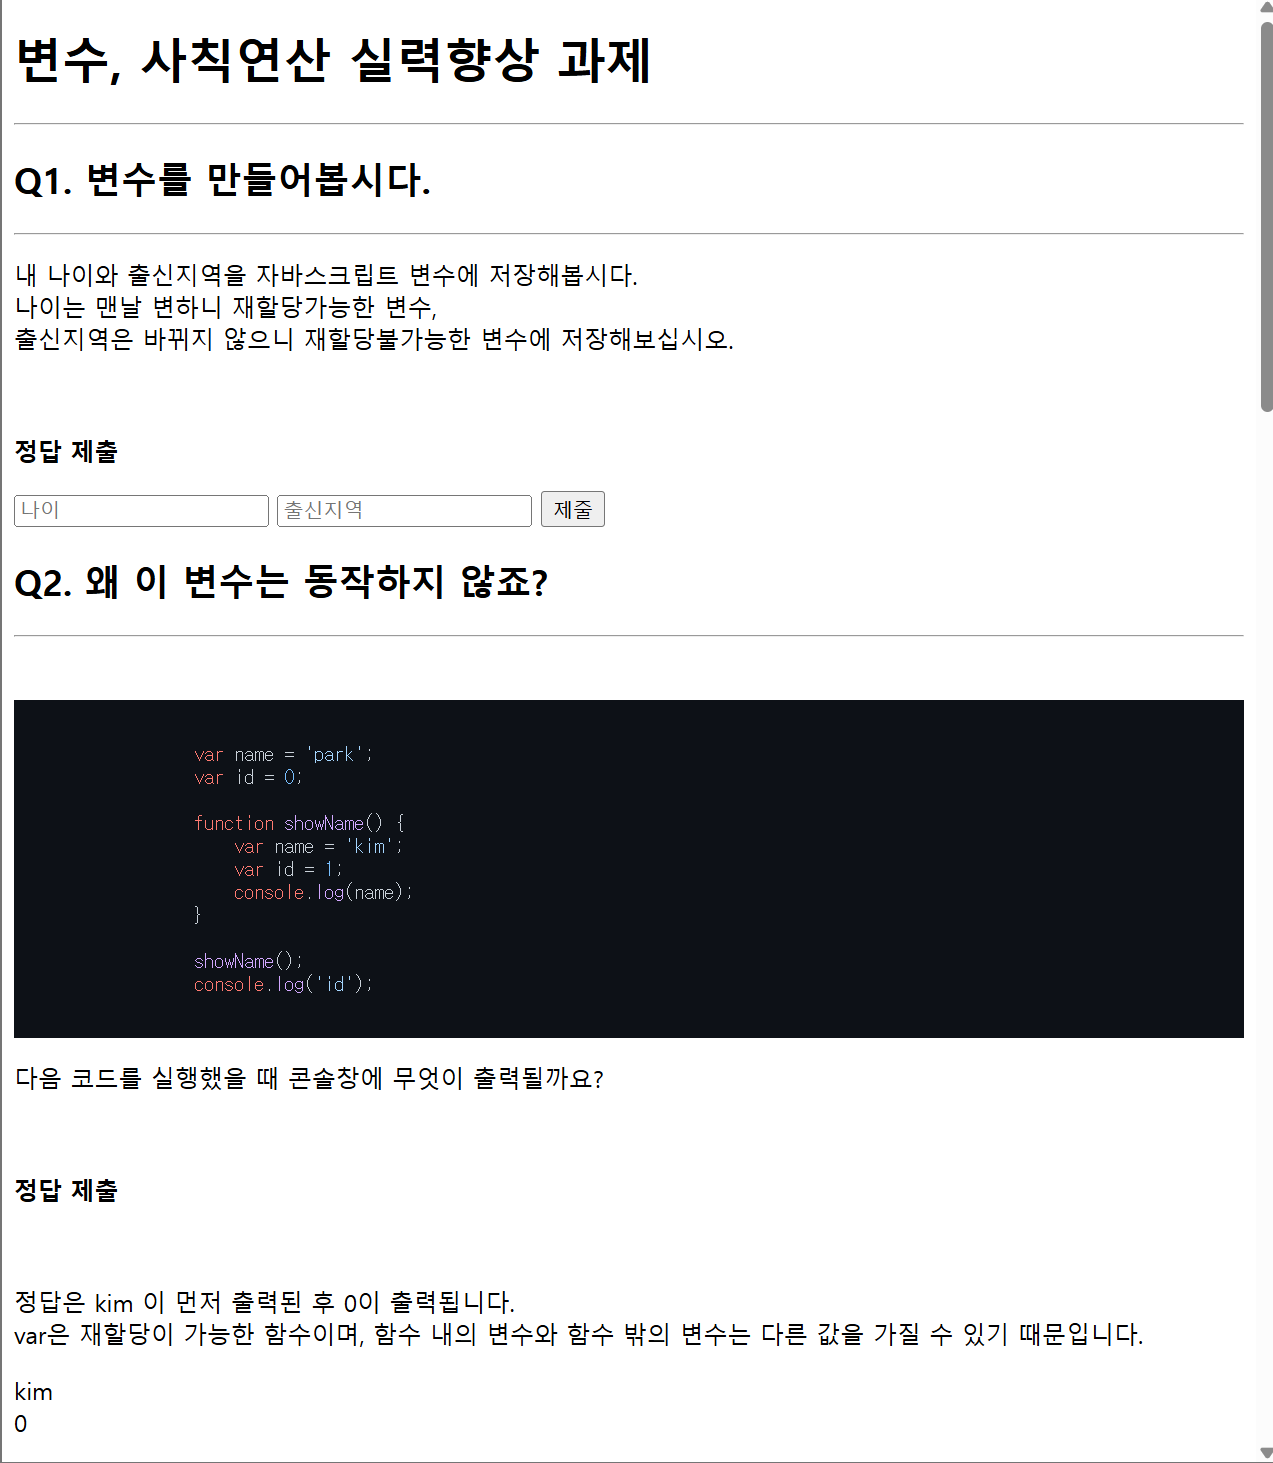 변수, 사칙연산 실력향상 과제
Q1. 변수를 만들어봅시다.
내 나이와 출신지역을 자바스크립트 변수에 저장해봅시다.
나이는 맨날 변하니 재할당가능한 변수,
출신지역은 바뀌지 않으니 재할당불가능한 변수에 저장해보십시오.
정답 제출
나이 출신지역 제줄
Q2. 왜 이 변수는 동작하지 않죠?
var name = 'park';
var id = 0;
function showName() {
var name = 'kim';
var id = 1;
console.log(name);
}
showName();
console.log('id');
다음 코드를 실행했을 때 콘솔창에 무엇이 출력될까요?
정답 제출
정답은 kim 이 먼저 출력된 후 0이 출력됩니다.
var은 재할당이 가능한 함수이며, 함수 내의 변수와 함수 밖의 변수는 다른 값을 가질 수 있기 때문입니다.
kim
0